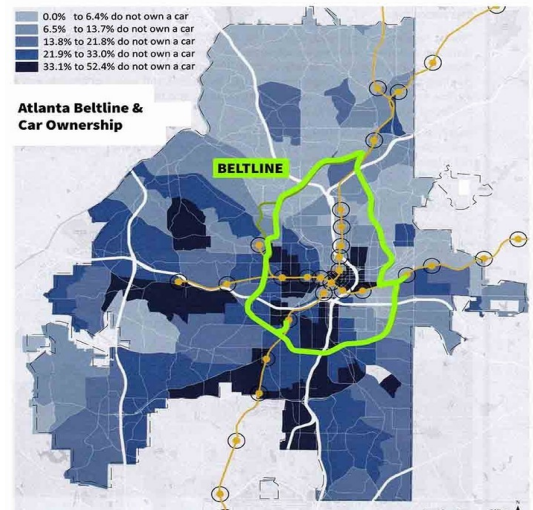 0.0% to 6.4% do not own a car
6.5% to 13.7% do not own a car
13.8% to 21.8% do not own a car
21.9% to 33.0% do not own a car
33.1% to 52.4% do not own a car
Atlanta Beltline &
Car Ownership
BELTLINE
N